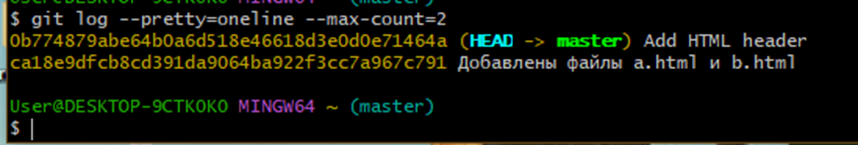 $ git log --pretty=oneline --max-count=2
0b774879abe64b0a6d518e46618d3e0d0e71464a (HEAD -> master) Add HTML header
ca18e9dfcb8cd391da9064ba922f3cc7a967c791 Добавлены файлы a.html и b.html
User@DESKTOP-9CTKOKO MINGW64 ~ (master)
$